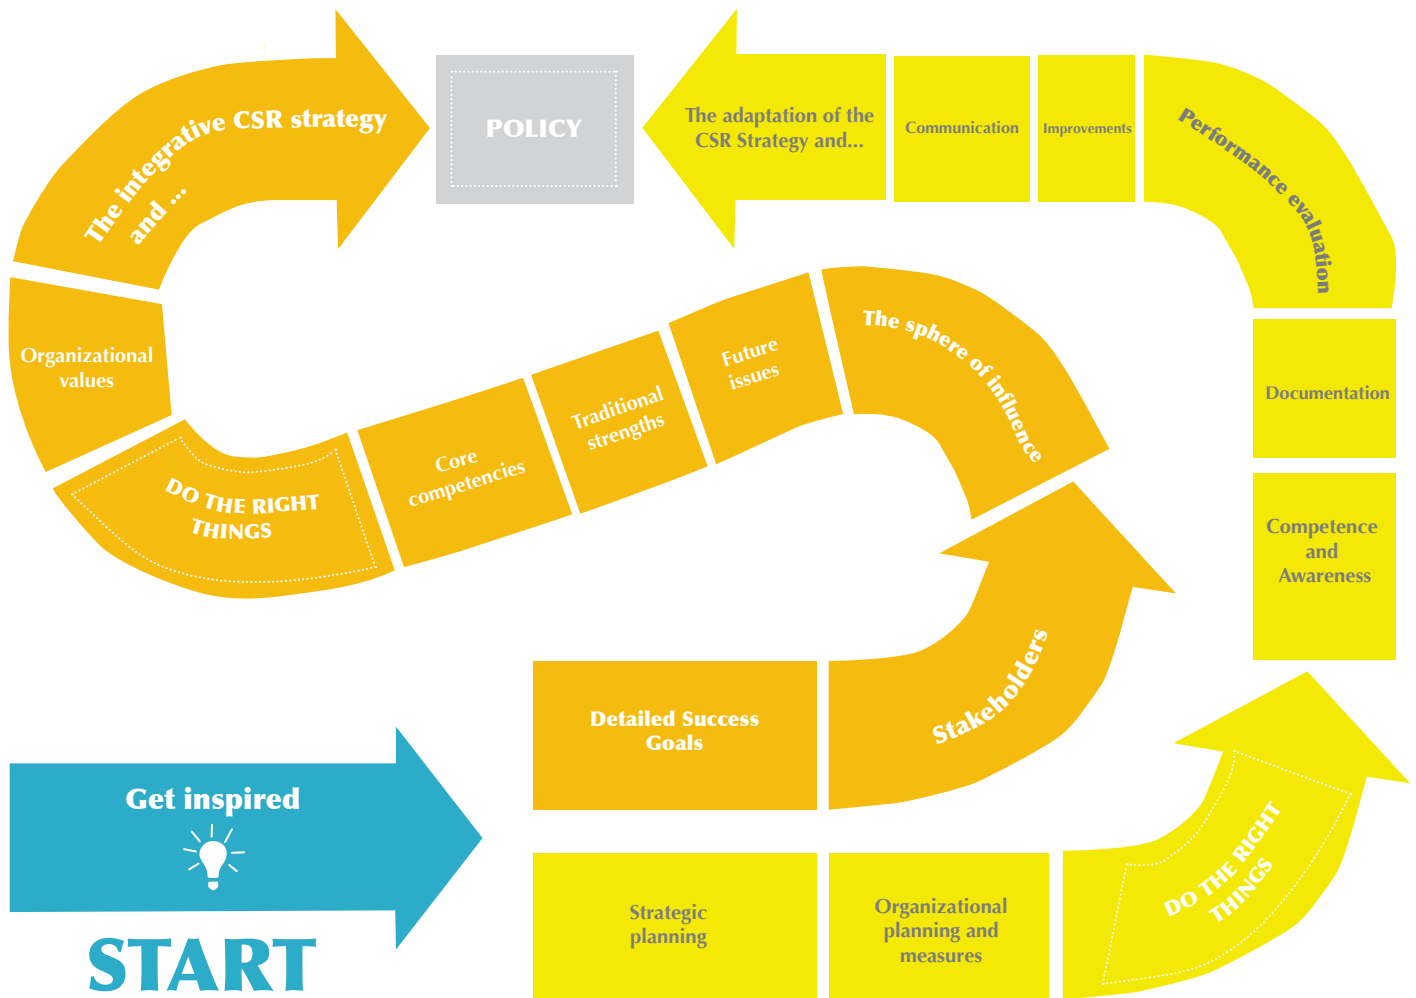 The integrative CSR strategy
and ...
POLICY
The adaptation of the
CSR Strategy and...
Communication
Improvements
Performance evaluation
Organizational
values
DO THE RIGHT
THINGS
Core
competencies
Traditional
strengths
Future
issues
The sphere of influence
Documentation
Competence
and
Awareness
Detailed Success
Goals
Stakeholders
Get inspired
START
Strategic
planning
Organizational
planning and
measures
DO THE RIGHT
THINGS